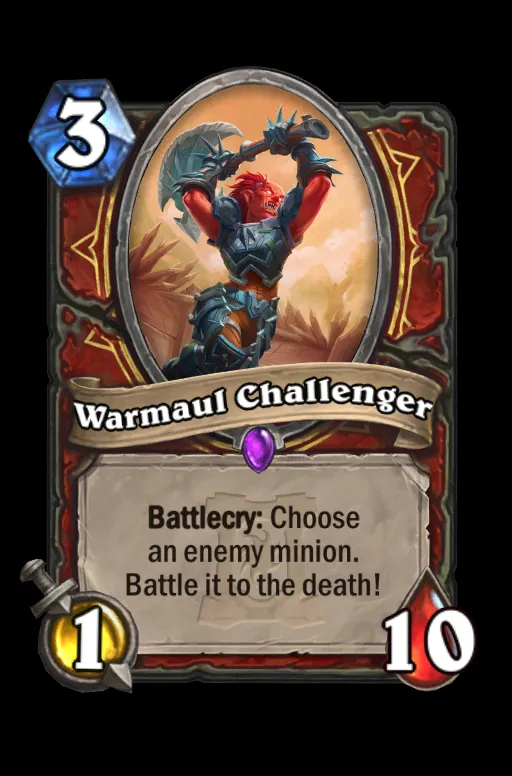 3
Warmaul Challenger
Battlecry: Choose
an enemy minion.
Battle it to the death!
1
10